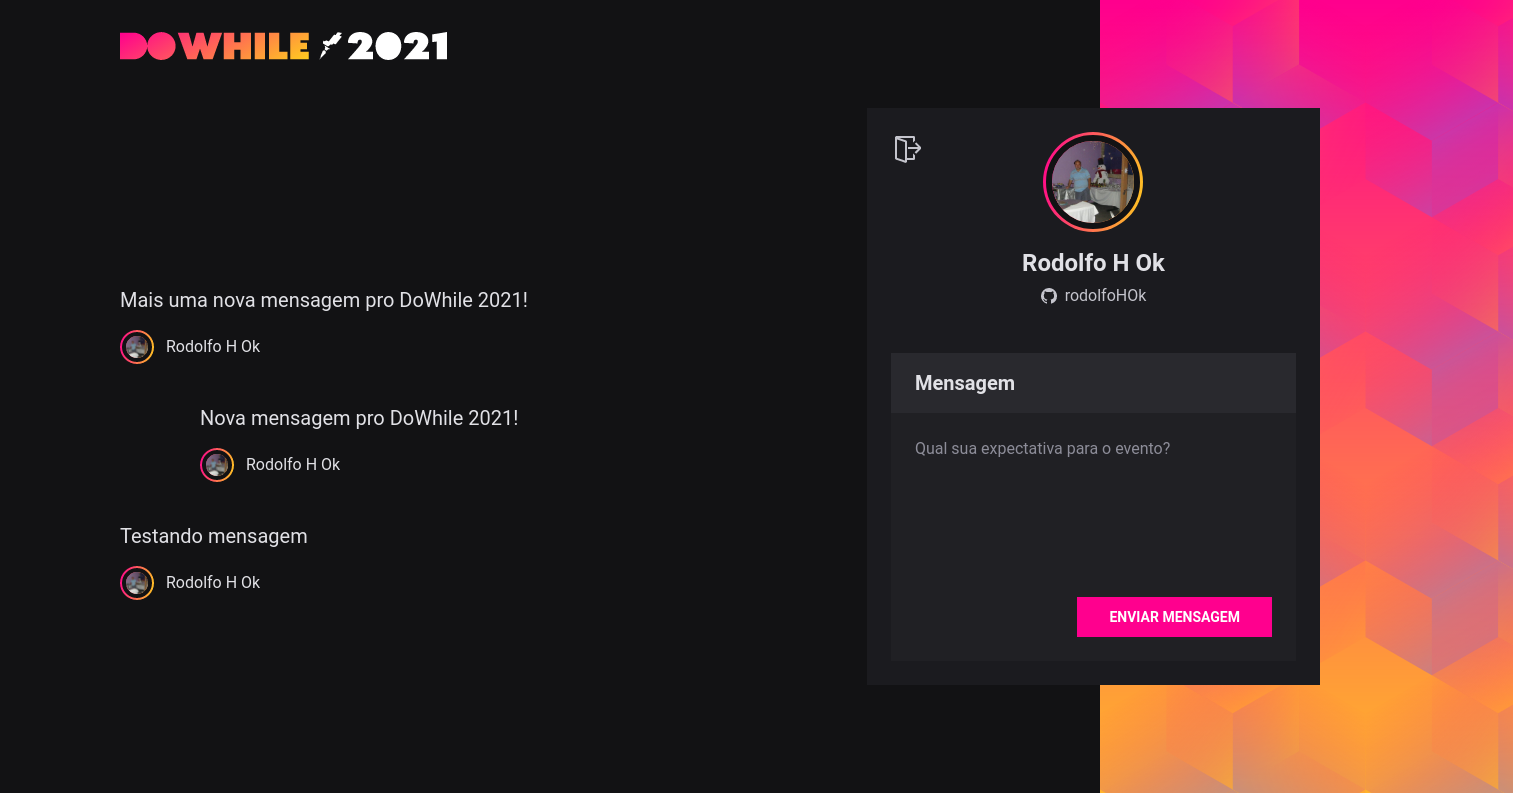 DOWHILE 2021
Mais uma nova mensagem pro DoWhile 2021!
Rodolfo H Ok
Nova mensagem pro DoWhile 2021!
Rodolfo H Ok
Testando mensagem
Rodolfo H Ok
Rodolfo H Ok
rodolfoHOk
Mensagem
Qual sua expectativa para o evento?
ENVIAR MENSAGEM